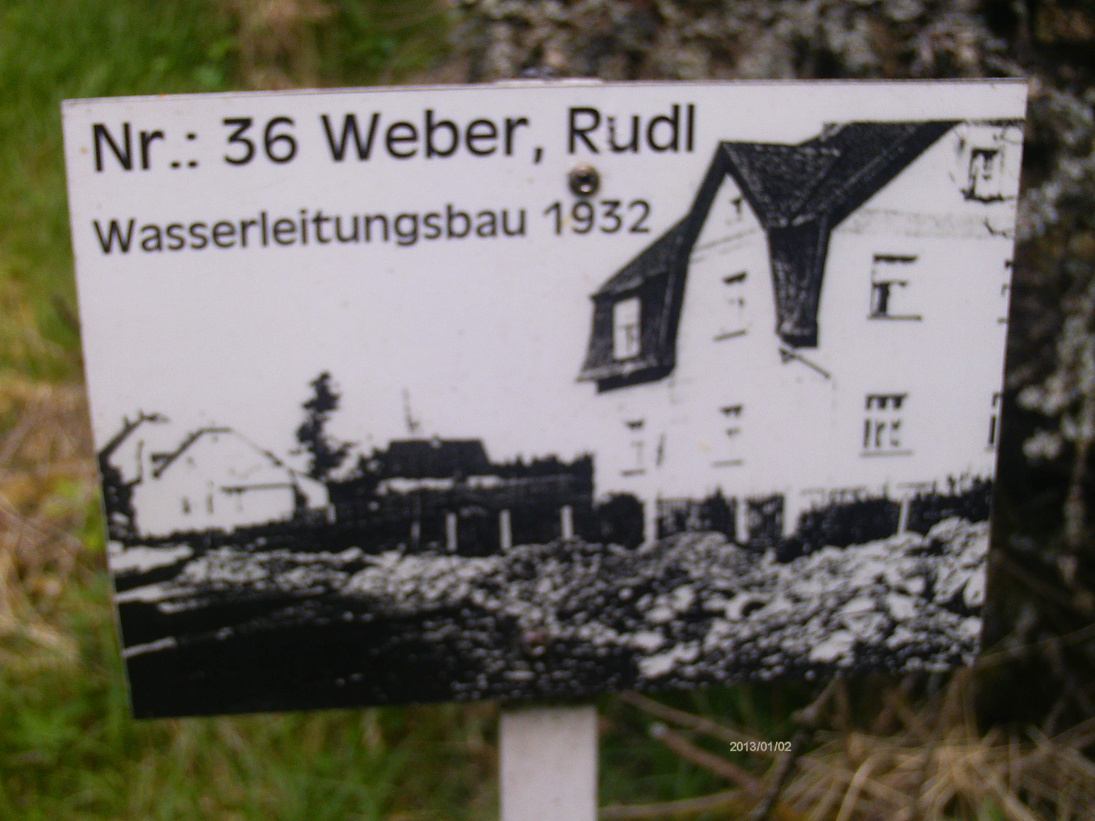 Nr.: 36 Weber, Rudl
Wasserleitungsbau 1932
2013/01/02